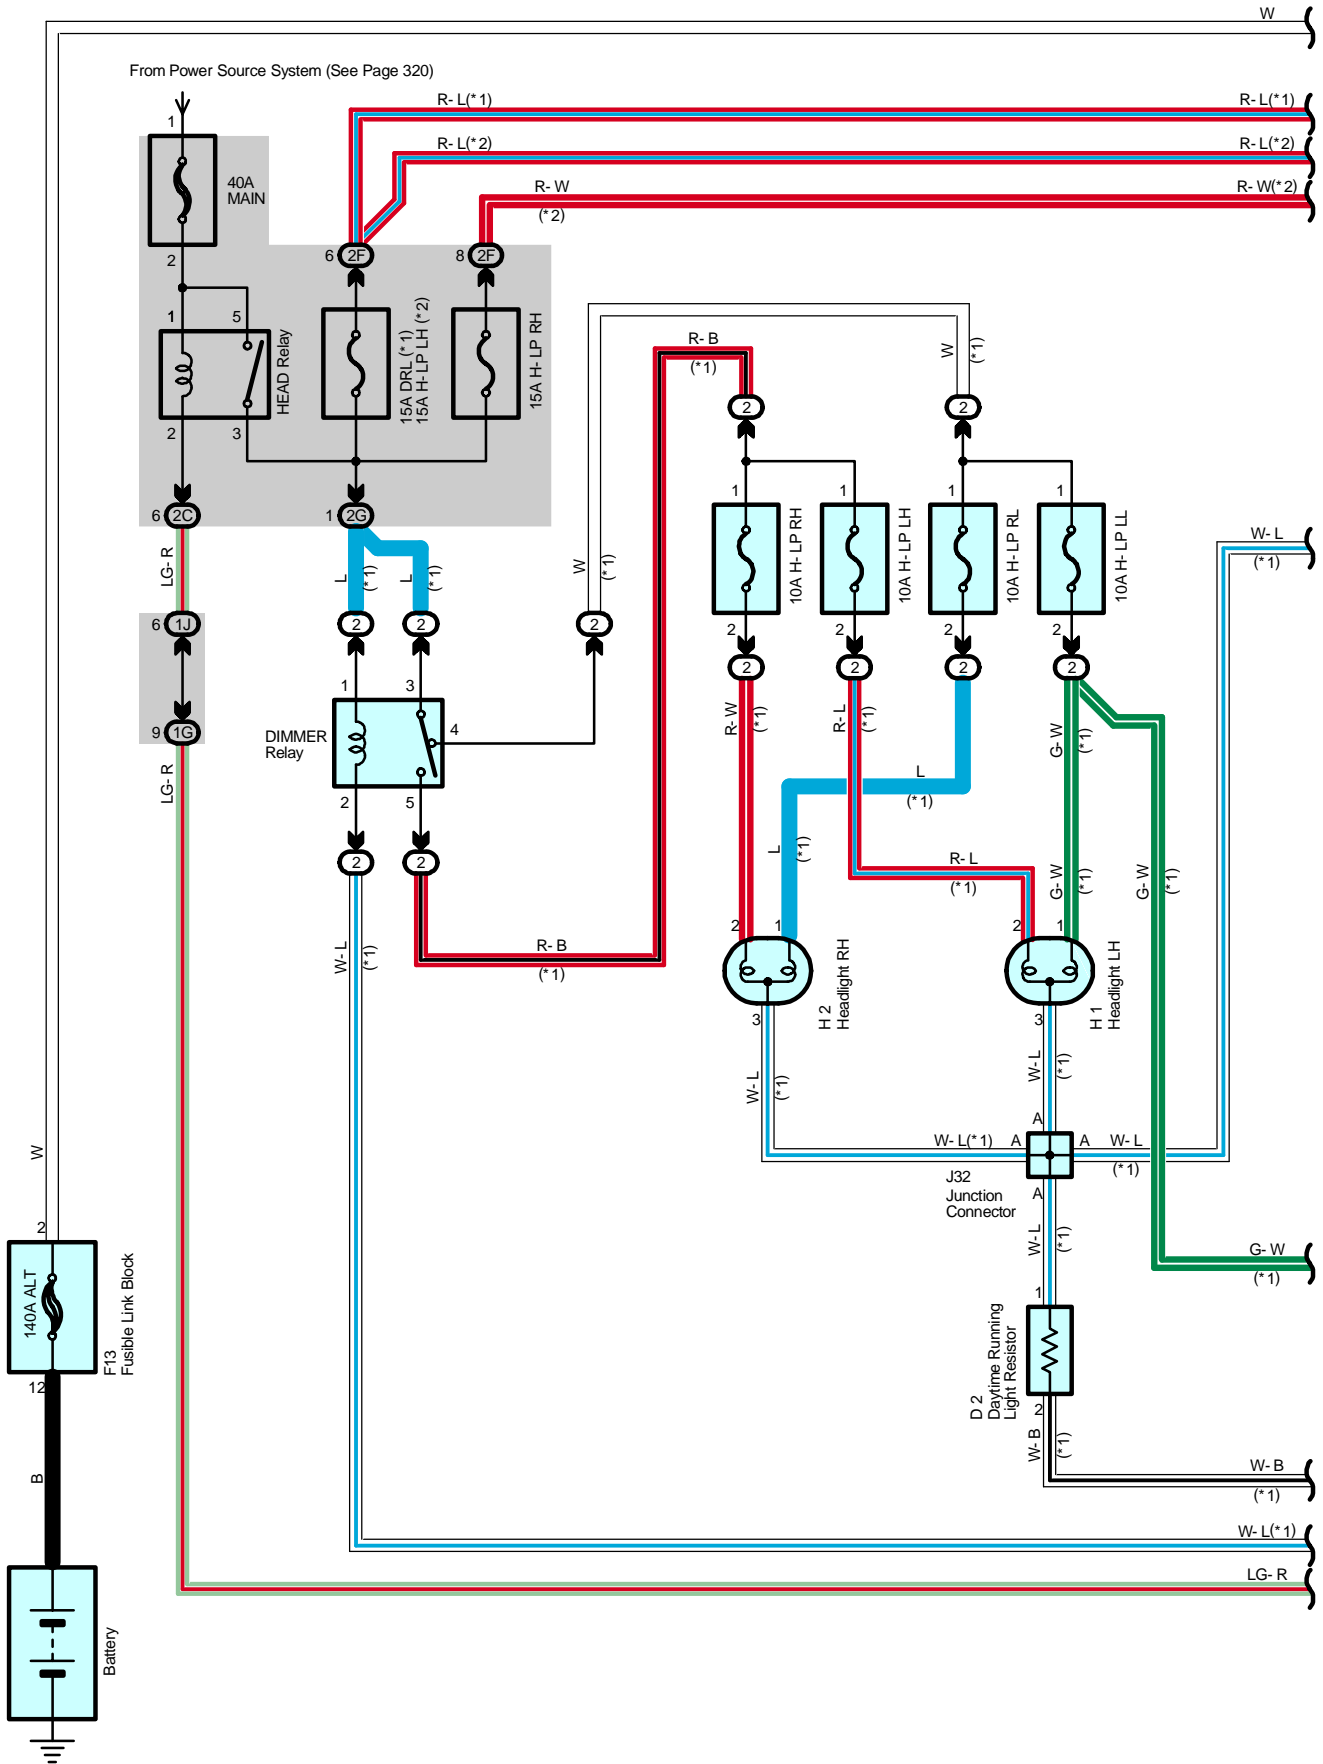 W
From Power Source System (See Page 320)
R- L(*1)
R- L(*1)
R- L(*2)
R- L(*2)
R- W
(*2)
R- W(*2)
1
40A
MAIN
2
6
2F
8
2F
1
5
HEAD Relay
2
3
15A DRL (*1)
15A H-LP LH (*2)
15A H- LP RH
R- B
(*1)
W
(*1)
2
2
6
2C
1
2G
1
1
1
1
10A H- LP RH
10A H- LP LH
10A H- LP RL
10A H- LP LL
W- L
(*1)
LG- R
L
(*1)
L
(*1)
W
(*1)
6
1J
2
2
2
2
2
2
2
2
2
2
2
9
1G
1
3
4
DIMMER
Relay
2
5
R- W
(*1)
R- L
(*1)
G- W
(*1)
LG- R
L
(*1)
2
2
L
(*1)
R- L
(*1)
G- W
(*1)
G- W
(*1)
W- L
(*1)
R- B
(*1)
2
1
2
1
H 2
Headlight RH
H 1
Headlight LH
3
3
W- L
(*1)
W- L
(*1)
A
W- L(*1)
A
A
W- L
(*1)
A
J32
Junction
Connector
W
W- L
(*1)
2
140A ALT
F13
Fusible Link Block
12
G- W
(*1)
1
D 2
Daytime Running
Light Resistor
2
W- B
(*1)
W- B
(*1)
B
W- L(*1)
LG- R
Battery